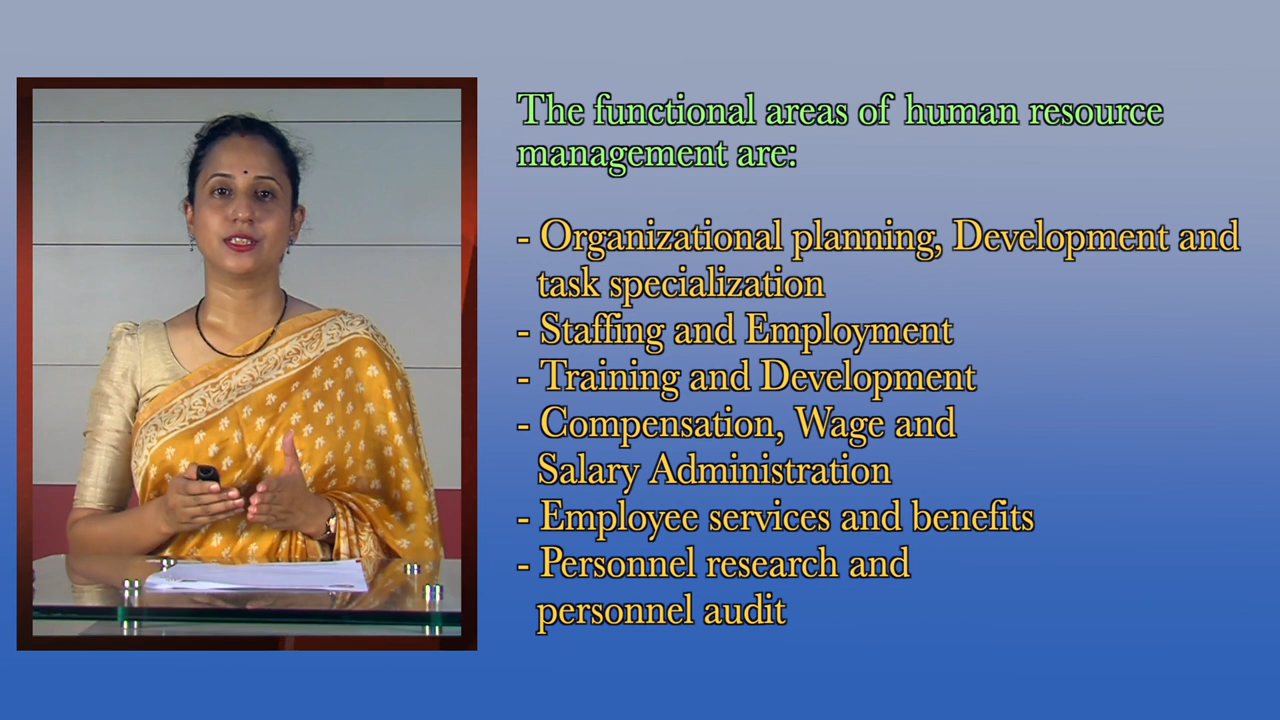 The functional areas of human resource
management are:
- Organizational planning, Development and
task specialization
- Staffing and Employment
- Training and Development
- Compensation, Wage and
Salary Administration
- Employee services and benefits
- Personnel research and
personnel audit